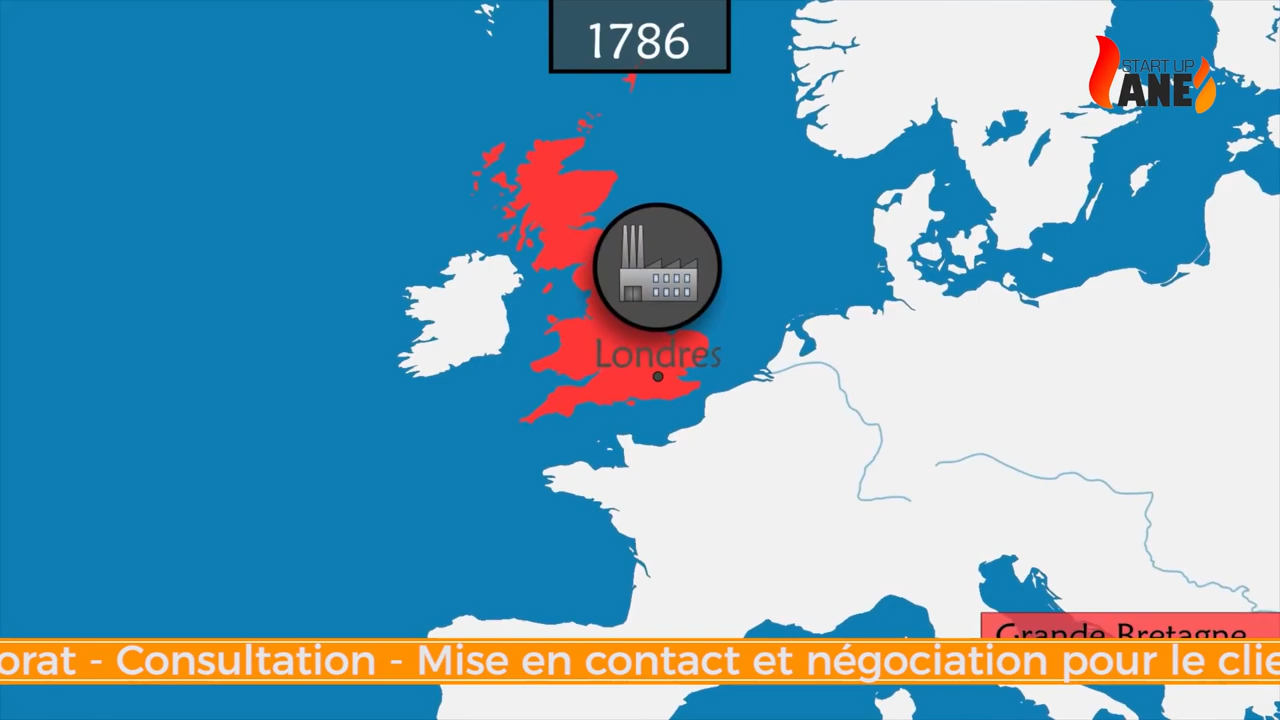 1786
START UP
ANE
Londres
Grande Bretagne
orat - Consultation - Mise en contact et négociation pour le clie